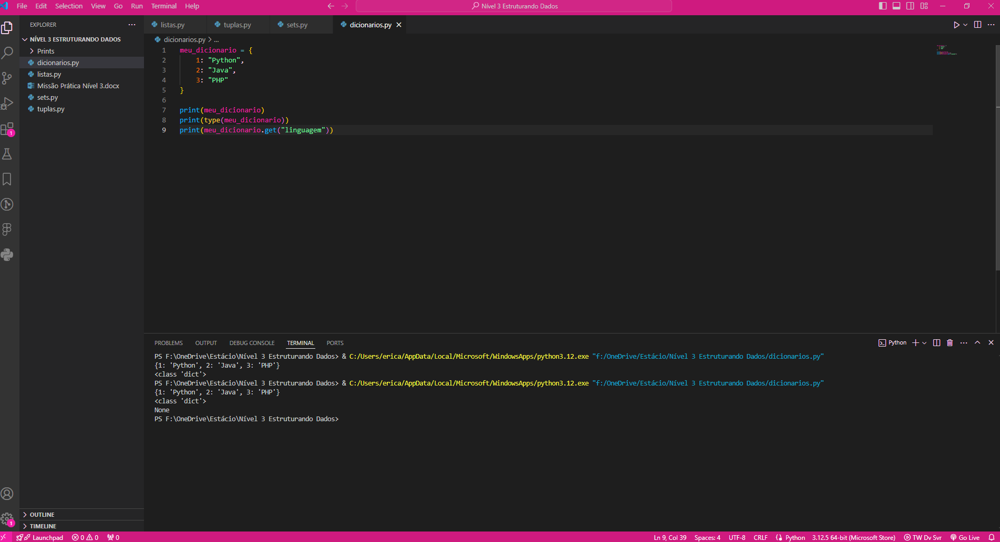 File Edit Selection View Go Run Terminal Help
Nível 3 Estruturando Dados
EXPLORER
NÍVEL 3 ESTRUTURANDO DADOS
Prints
dicionarios.py
listas.py
Missão Prática Nível 3.docx
sets.py
tuplas.py
1
OUTLINE
TIMELINE
1
listas.py tuplas.py sets.py dicionarios.py
dicionarios.py > ...
1 meu_dicionario = {
2     1: "Python",
3     2: "Java",
4     3: "PHP"
5 }
6
7 print(meu_dicionario)
8 print(type(meu_dicionario))
9 print(meu_dicionario.get("linguagem"))
PROBLEMS OUTPUT DEBUG CONSOLE TERMINAL PORTS
Python
PS F:\OneDrive\Estácio\Nível 3 Estruturando Dados> & C:/Users/erica/AppData/Local/Microsoft/WindowsApps/python3.12.exe "f:/OneDrive/Estácio/Nível 3 Estruturando Dados/dicionarios.py"
{1: 'Python', 2: 'Java', 3: 'PHP'}
<class 'dict'>
PS F:\OneDrive\Estácio\Nível 3 Estruturando Dados> & C:/Users/erica/AppData/Local/Microsoft/WindowsApps/python3.12.exe "f:/OneDrive/Estácio/Nível 3 Estruturando Dados/dicionarios.py"
{1: 'Python', 2: 'Java', 3: 'PHP'}
<class 'dict'>
None
PS F:\OneDrive\Estácio\Nível 3 Estruturando Dados>
Launchpad 0 0 0 Ln 9, Col 39 Spaces: 4 UTF-8 CRLF Python 3.12.5 64-bit (Microsoft Store) TW Dv Svr Go Live